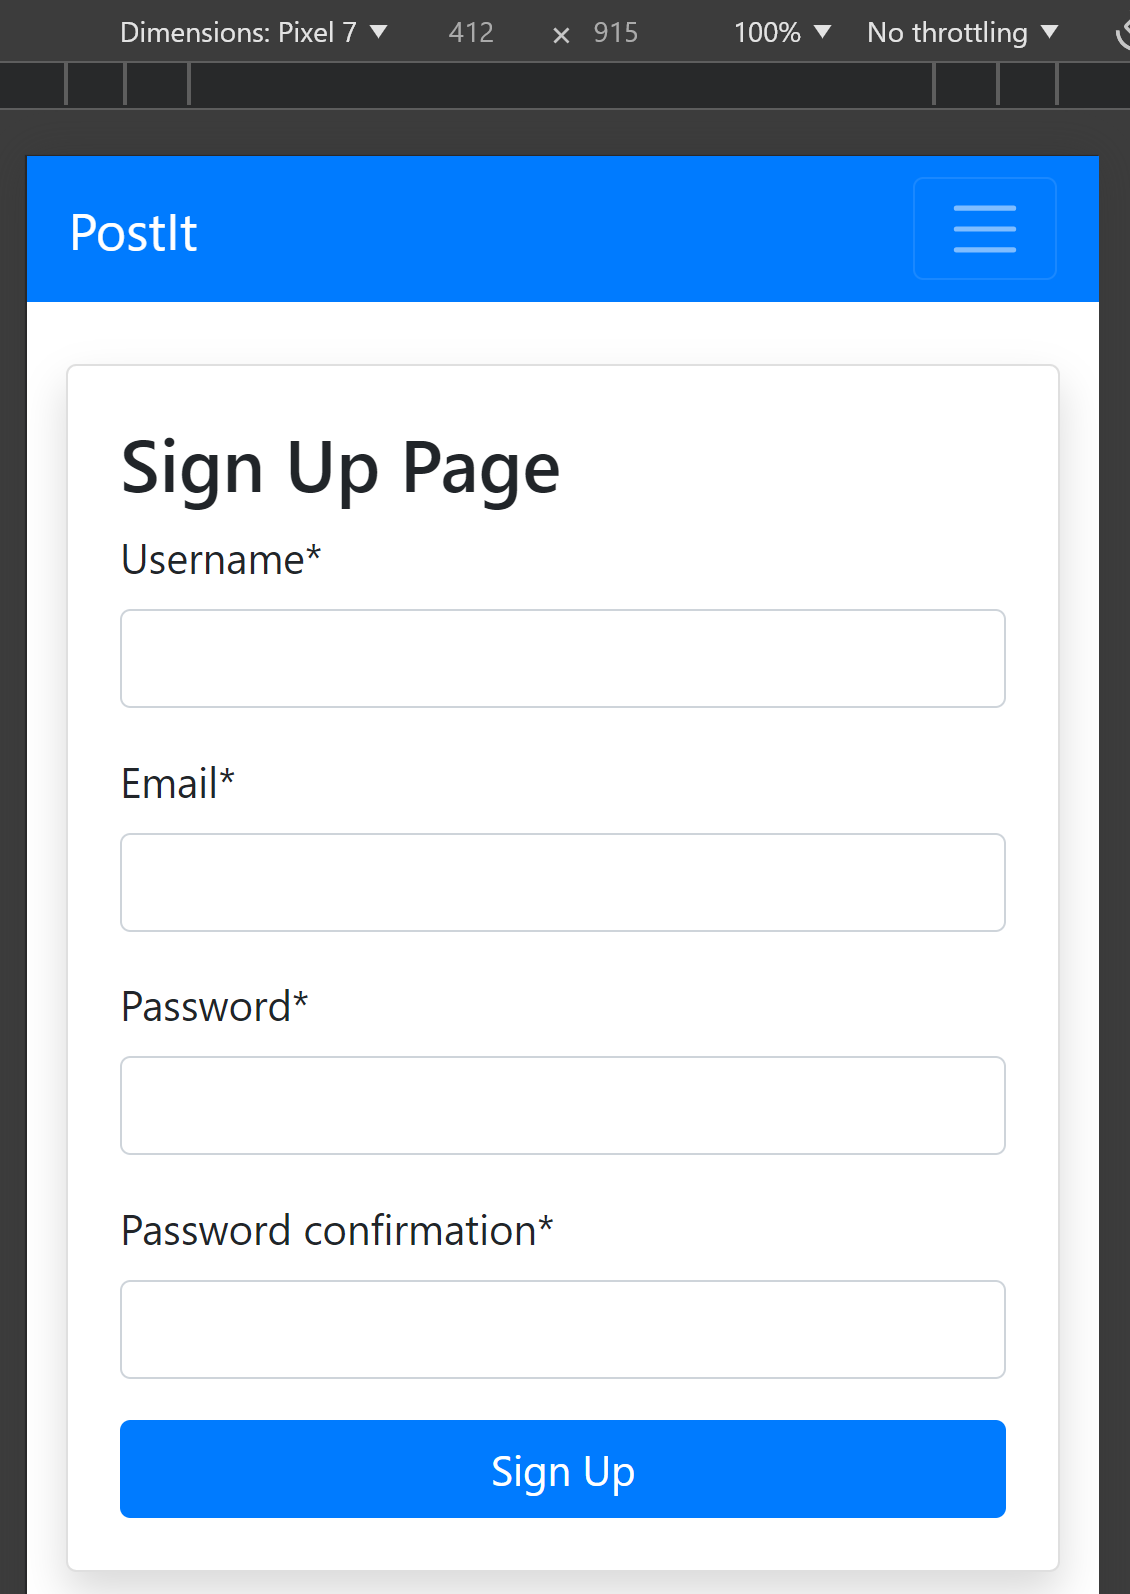 Dimensions: Pixel 7 ▼ 412 × 915 100% ▼ No throttling ▼
PostIt
Sign Up Page
Username*
Email*
Password*
Password confirmation*
Sign Up